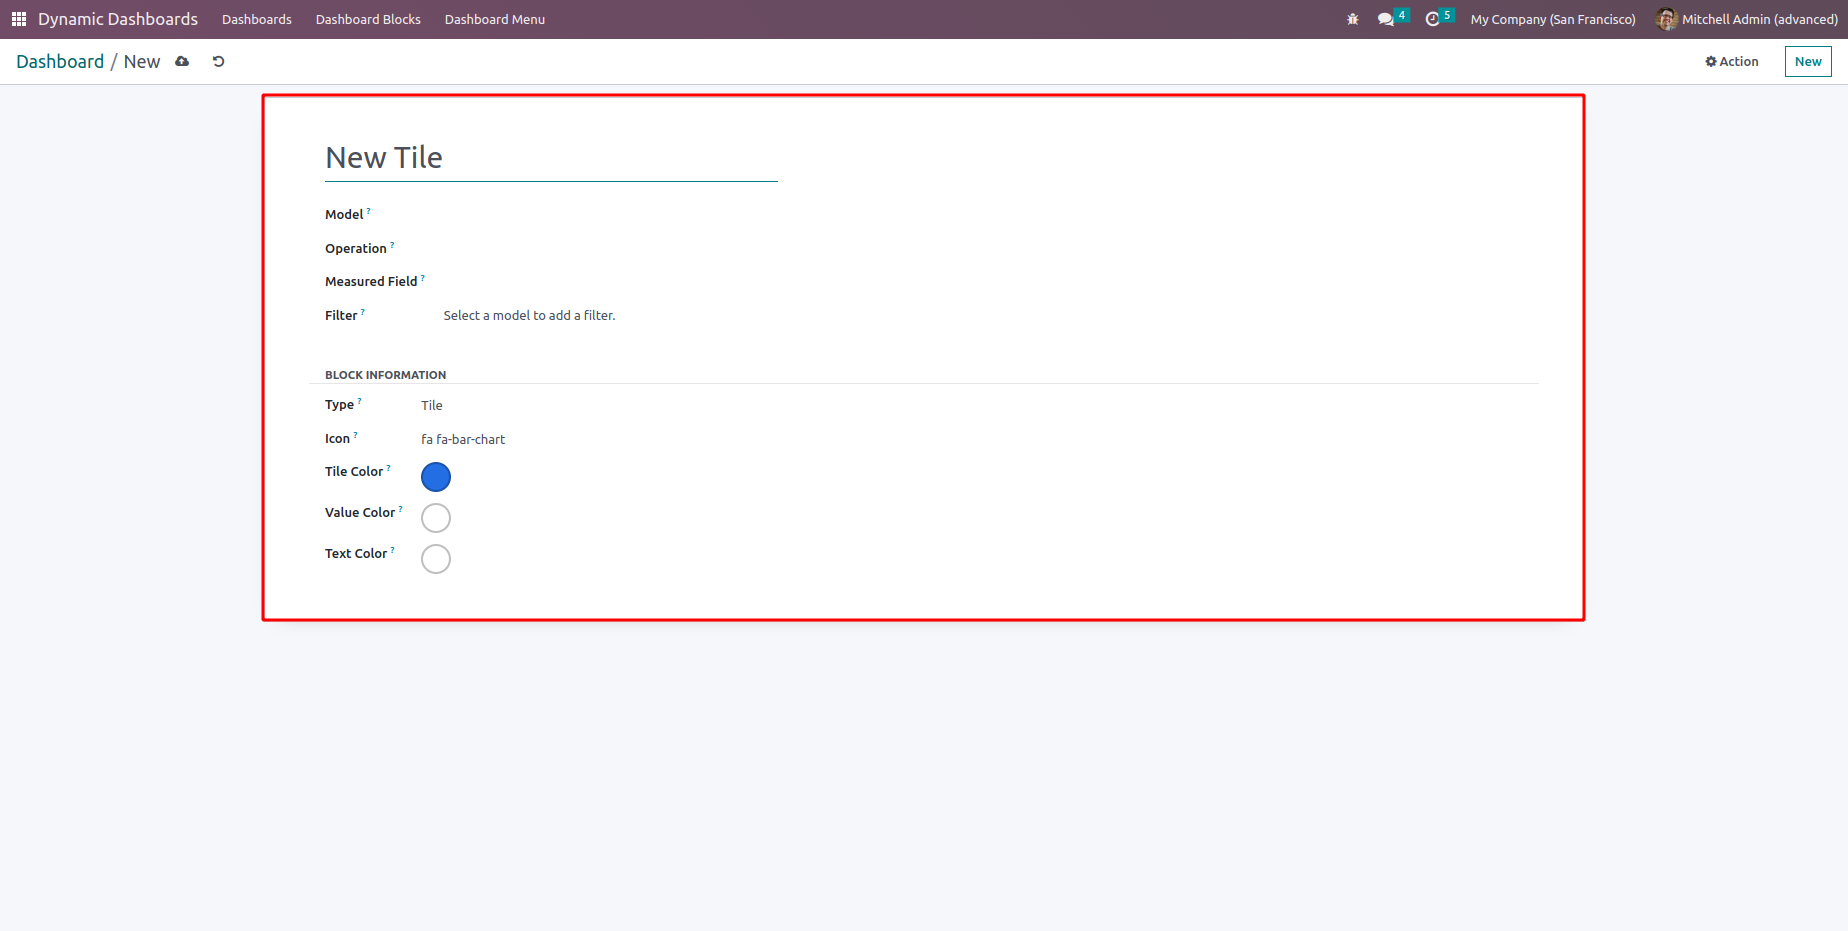 Dynamic Dashboards Dashboards Dashboard Blocks Dashboard Menu 4 5 My Company (San Francisco) Mitchell Admin (advanced)
Dashboard / New Action New
New Tile
Model ?
Operation ?
Measured Field ?
Filter ? Select a model to add a filter.
BLOCK INFORMATION
Type ? Tile
Icon ? fa fa-bar-chart
Tile Color ?
Value Color ?
Text Color ?